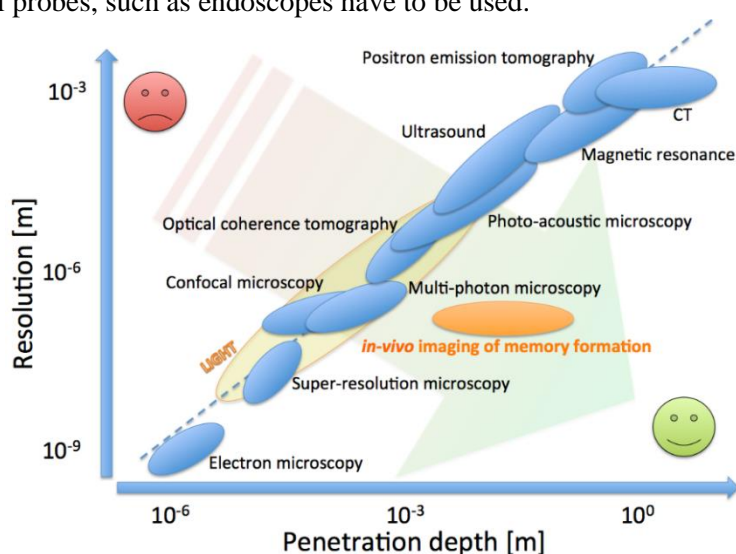 l probes, such as endoscopes have to be used.
Positron emission tomography
10⁻³
CT
Ultrasound
Magnetic resonance
Optical coherence tomography
Photo-acoustic microscopy
Resolution [m]
10⁻⁶
Confocal microscopy
Multi-photon microscopy
in-vivo imaging of memory formation
LIGHT
Super-resolution microscopy
10⁻⁹
Electron microscopy
10⁻⁶
10⁻³
10⁰
Penetration depth [m]